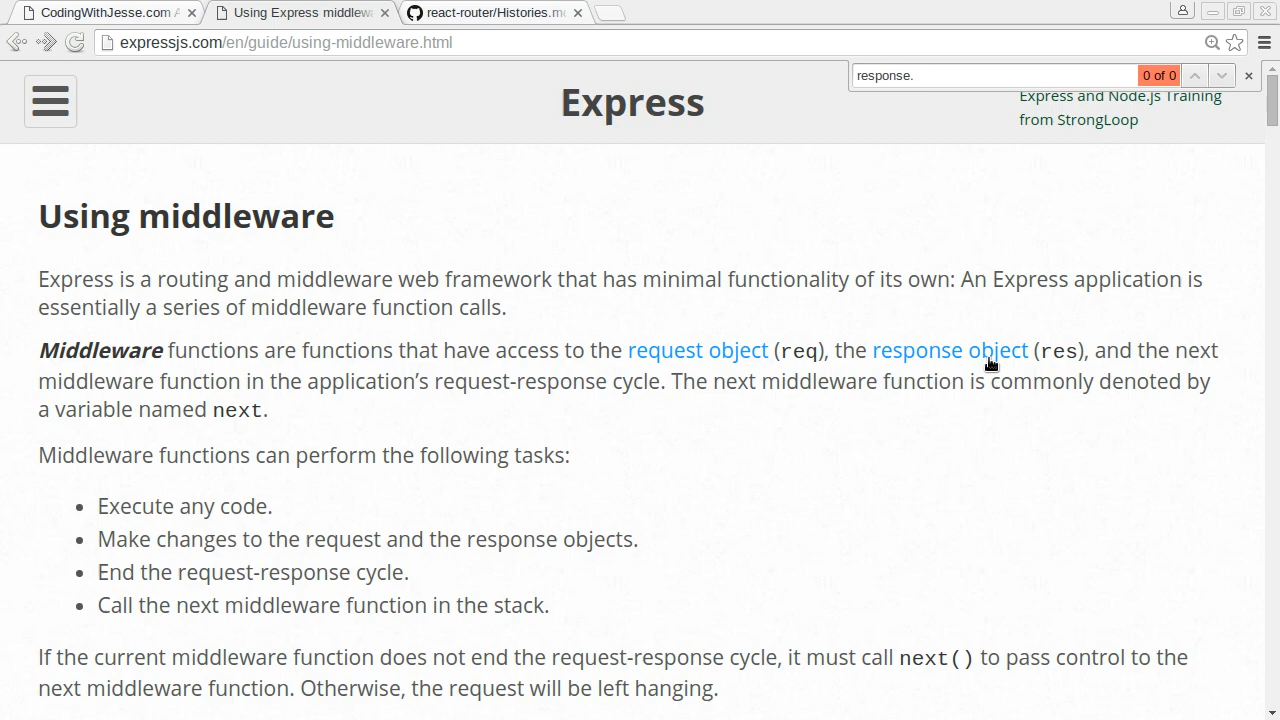 CodingWithJesse.com A
Using Express middlew
react-router/Histories.m
expressjs.com/en/guide/using-middleware.html
response.
0 of 0
Express
Express and Node.js Training
from StrongLoop
Using middleware
Express is a routing and middleware web framework that has minimal functionality of its own: An Express application is
essentially a series of middleware function calls.
Middleware functions are functions that have access to the request object (req), the response object (res), and the next
middleware function in the application’s request-response cycle. The next middleware function is commonly denoted by
a variable named next.
Middleware functions can perform the following tasks:
• Execute any code.
• Make changes to the request and the response objects.
• End the request-response cycle.
• Call the next middleware function in the stack.
If the current middleware function does not end the request-response cycle, it must call next() to pass control to the
next middleware function. Otherwise, the request will be left hanging.